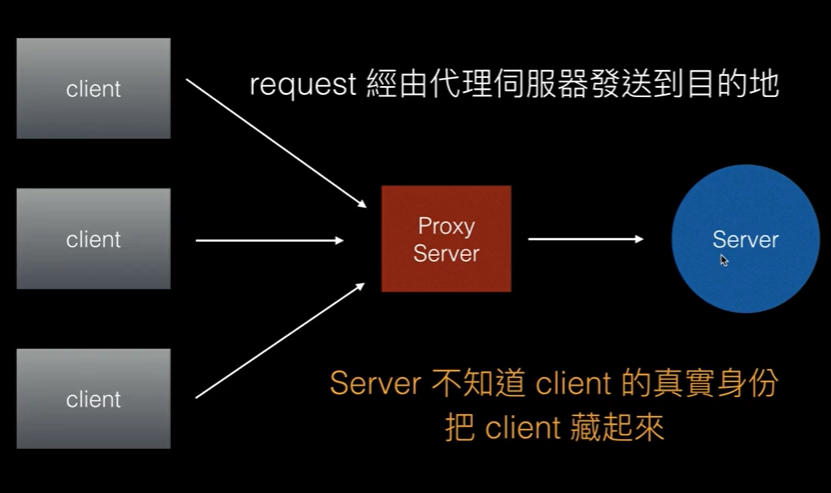 client
request 經由代理伺服器發送到目的地
client
Proxy
Server
Server
client
Server 不知道 client 的真實身份
把 client 藏起來